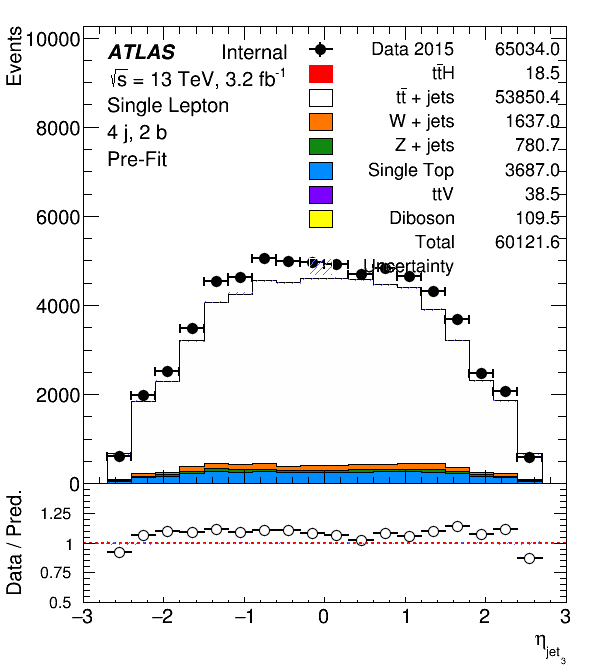 Events
10000
8000
6000
4000
2000
0
ATLAS Internal
√s = 13 TeV, 3.2 fb⁻¹
Single Lepton
4 j, 2 b
Pre-Fit
Data 2015 65034.0
tt̄H 18.5
tt̄ + jets 53850.4
W + jets 1637.0
Z + jets 780.7
Single Top 3687.0
ttV 38.5
Diboson 109.5
Total 60121.6
Uncertainty
Data / Pred.
1.25
1
0.75
0.5
−3 −2 −1 0 1 2 3
η_jet_3